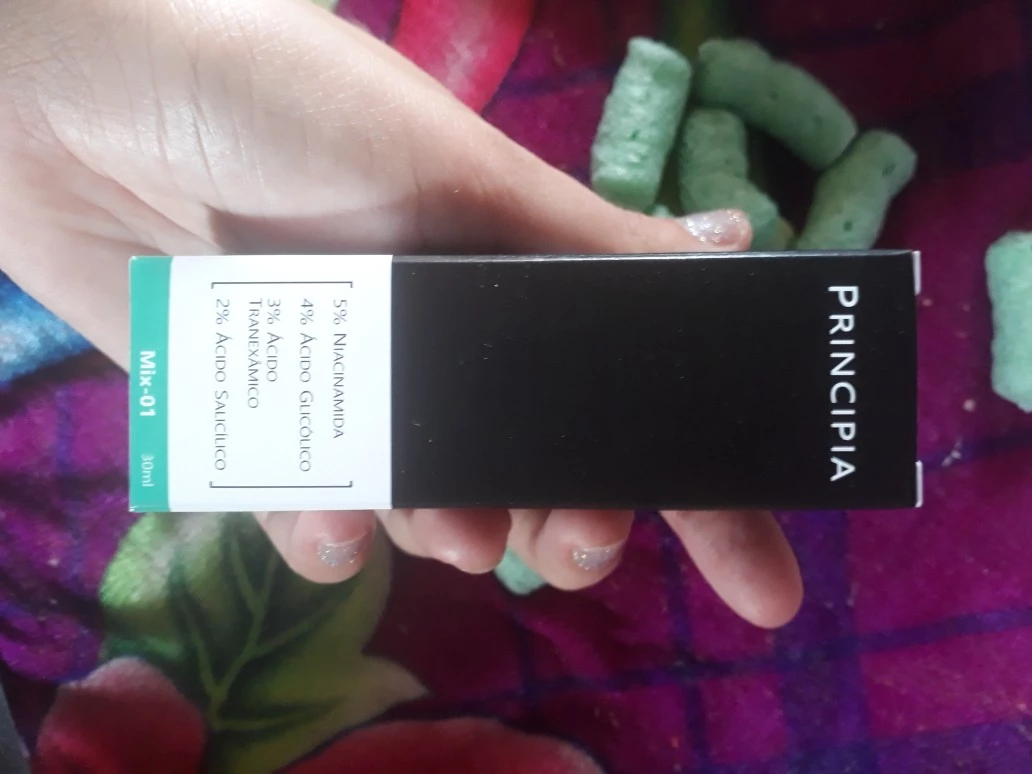 PRINCIPIA
5% NIACINAMIDA
4% ÁCIDO GLICÓLICO
3% ÁCIDO
TRANEXÂMICO
2% ÁCIDO SALICÍLICO
Mix-01 30ml